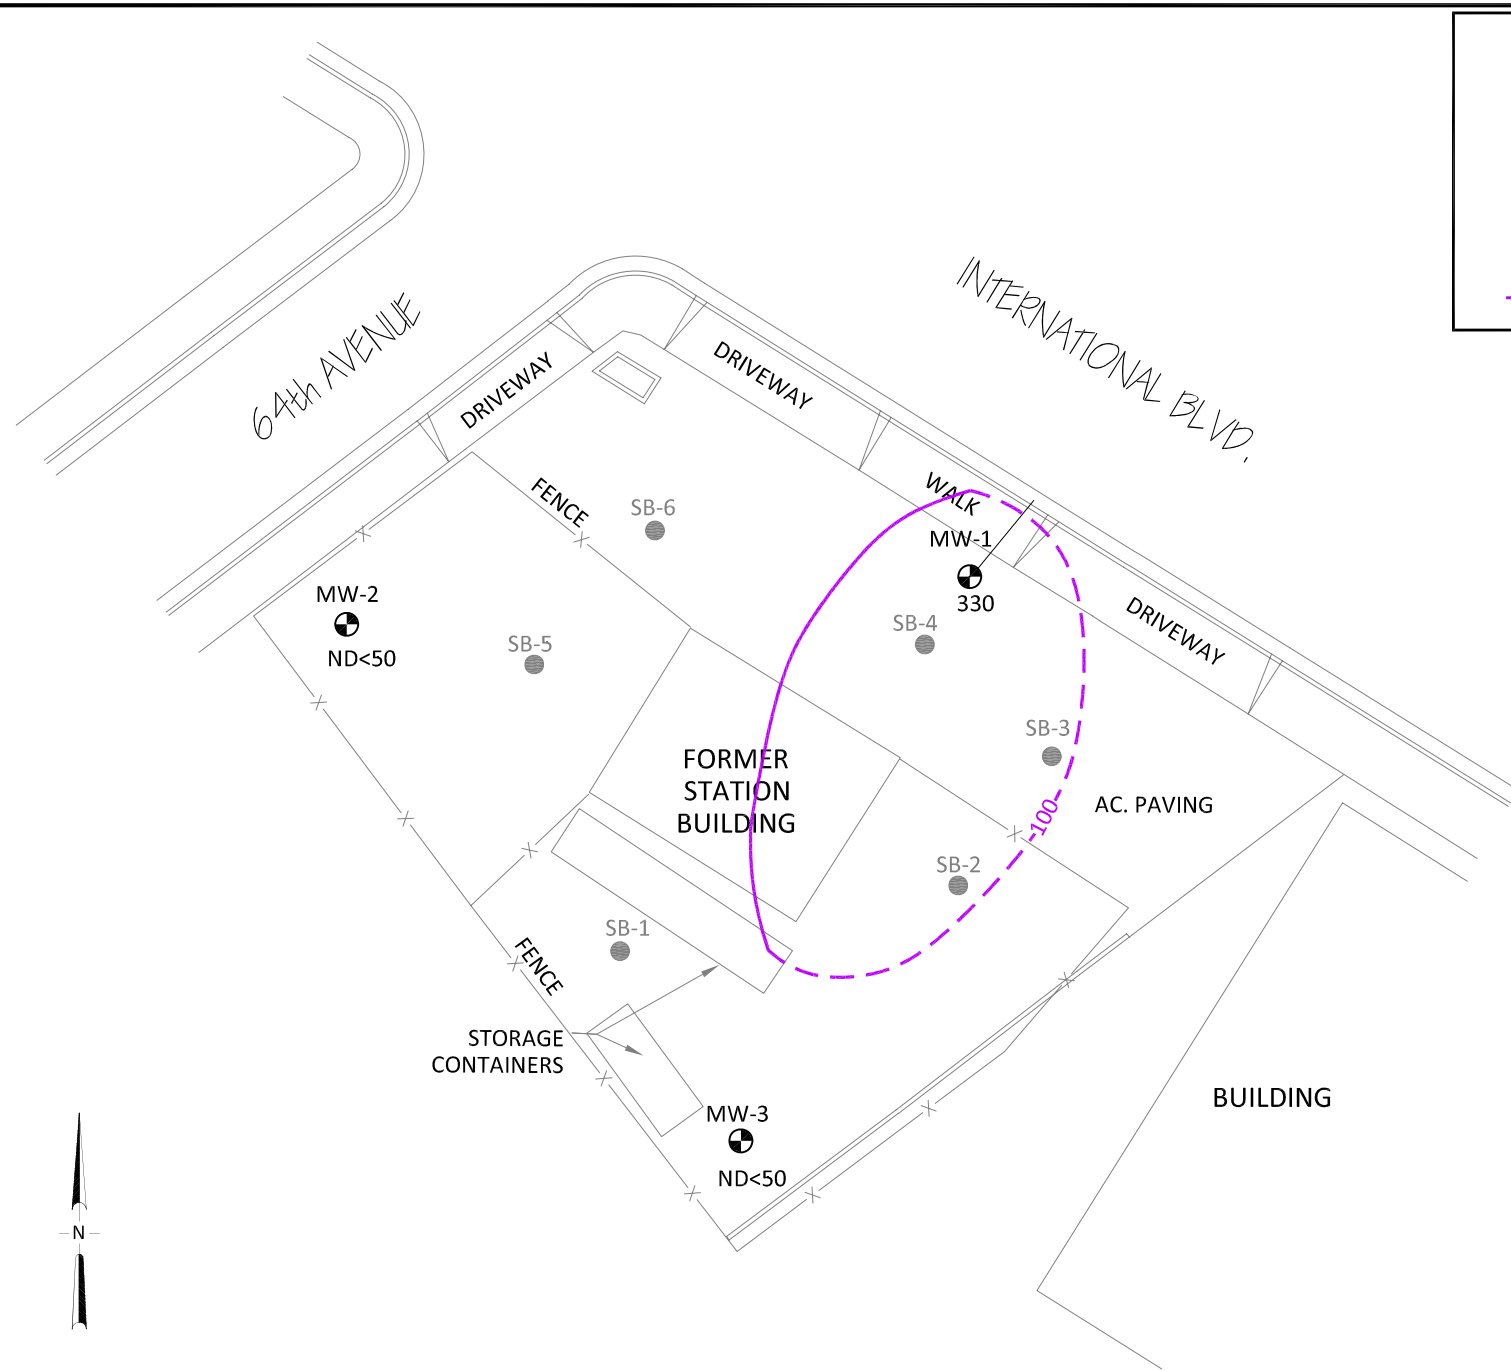 64th AVENUE
INTERNATIONAL BLVD.
DRIVEWAY
DRIVEWAY
WALK
FENCE
SB-6
MW-1
330
MW-2
ND<50
SB-5
SB-4
DRIVEWAY
SB-3
FORMER
STATION
BUILDING
100
AC. PAVING
SB-2
SB-1
FENCE
STORAGE
CONTAINERS
MW-3
ND<50
BUILDING
N